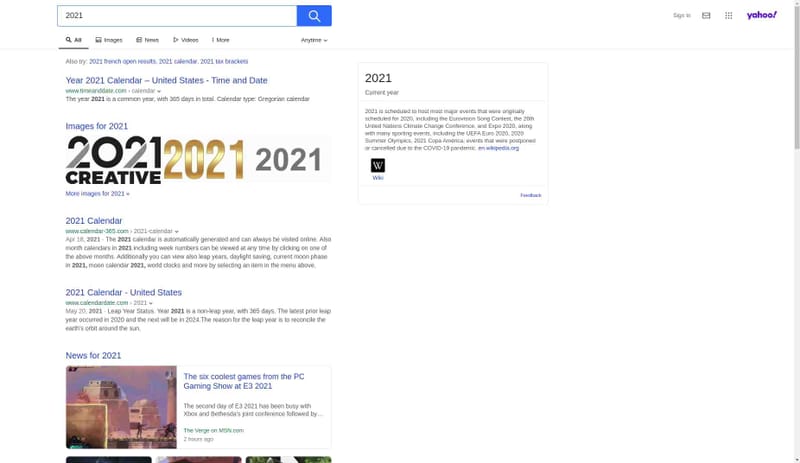 2021
Sign in
yahoo!
All Images News Videos More Anytime
Also try: 2021 french open results, 2021 calendar, 2021 tax brackets
Year 2021 Calendar – United States - Time and Date
www.timeanddate.com › calendar
The year 2021 is a common year, with 365 days in total. Calendar type: Gregorian calendar
Images for 2021
2021
CREATIVE
2021
2021
More images for 2021 »
2021 Calendar
www.calendar-365.com › 2021-calendar
Apr 18, 2021 · The 2021 calendar is automatically generated and can always be visited online. Also
month calendars in 2021 including week numbers can be viewed at any time by clicking on one of
the above months. Additionally you can view also leap years, daylight saving, current moon phase
in 2021, moon calendar 2021, world clocks and more by selecting an item in the menu above.
2021 Calendar - United States
www.calendardate.com › 2021
May 20, 2021 · Leap Year Status. Year 2021 is a non-leap year, with 365 days. The latest prior leap
year occurred in 2020 and the next will be in 2024.The reason for the leap year is to reconcile the
earth's orbit around the sun.
News for 2021
The six coolest games from the PC
Gaming Show at E3 2021
The second day of E3 2021 has been busy with
Xbox and Bethesda's joint conference followed by…
The Verge on MSN.com
2 hours ago
2021
Current year
2021 is scheduled to host most major events that were originally
scheduled for 2020, including the Eurovision Song Contest, the 26th
United Nations Climate Change Conference, and Expo 2020, along
with many sporting events, including the UEFA Euro 2020, 2020
Summer Olympics, 2021 Copa América, events that were postponed
or cancelled due to the COVID-19 pandemic. en.wikipedia.org
W
Wiki
Feedback